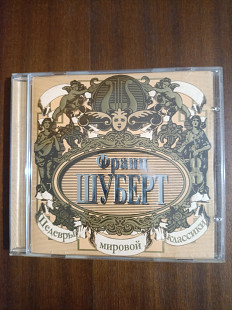 Франц
ШУБЕРТ
Шедевры мировой классики